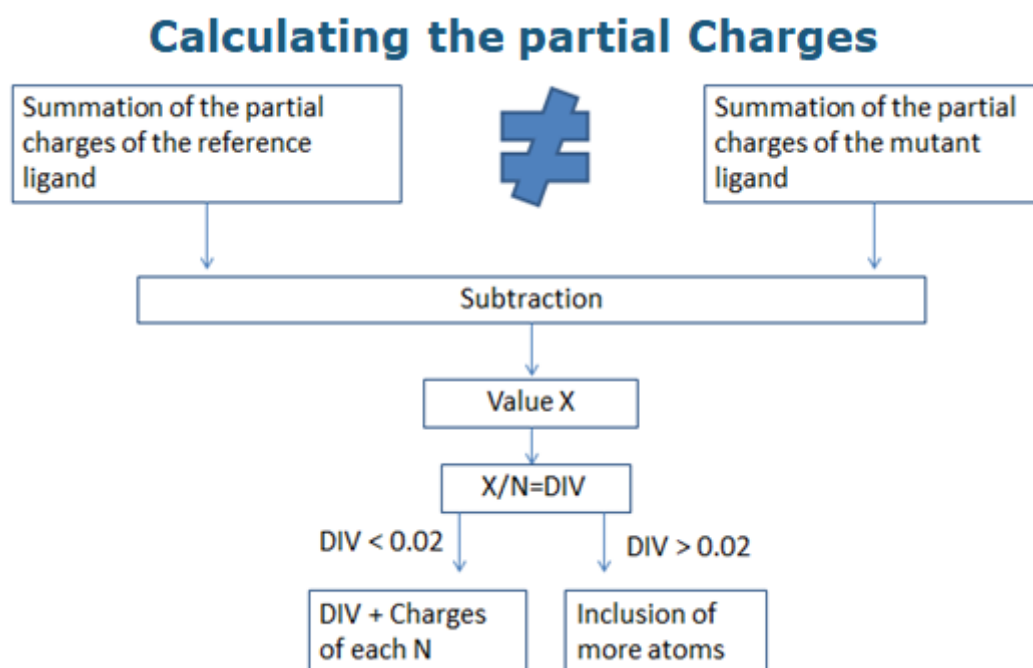 Calculating the partial Charges
Summation of the partial
charges of the reference
ligand
Summation of the partial
charges of the mutant
ligand
Subtraction
Value X
X/N=DIV
DIV < 0.02
DIV > 0.02
DIV + Charges
of each N
Inclusion of
more atoms